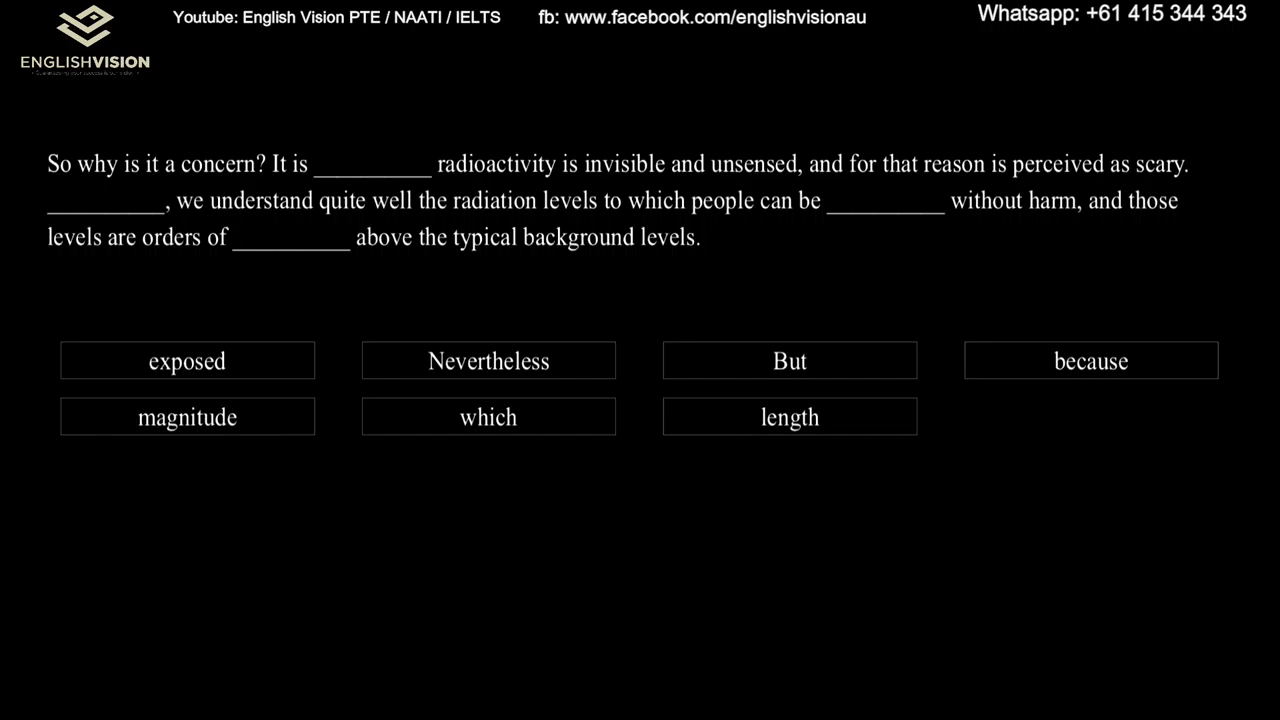 Youtube: English Vision PTE / NAATI / IELTS fb: www.facebook.com/englishvisionau Whatsapp: +61 415 344 343
ENGLISHVISION
So why is it a concern? It is __________ radioactivity is invisible and unsensed, and for that reason is perceived as scary.
__________, we understand quite well the radiation levels to which people can be __________ without harm, and those
levels are orders of __________ above the typical background levels.
exposed Nevertheless But because
magnitude which length